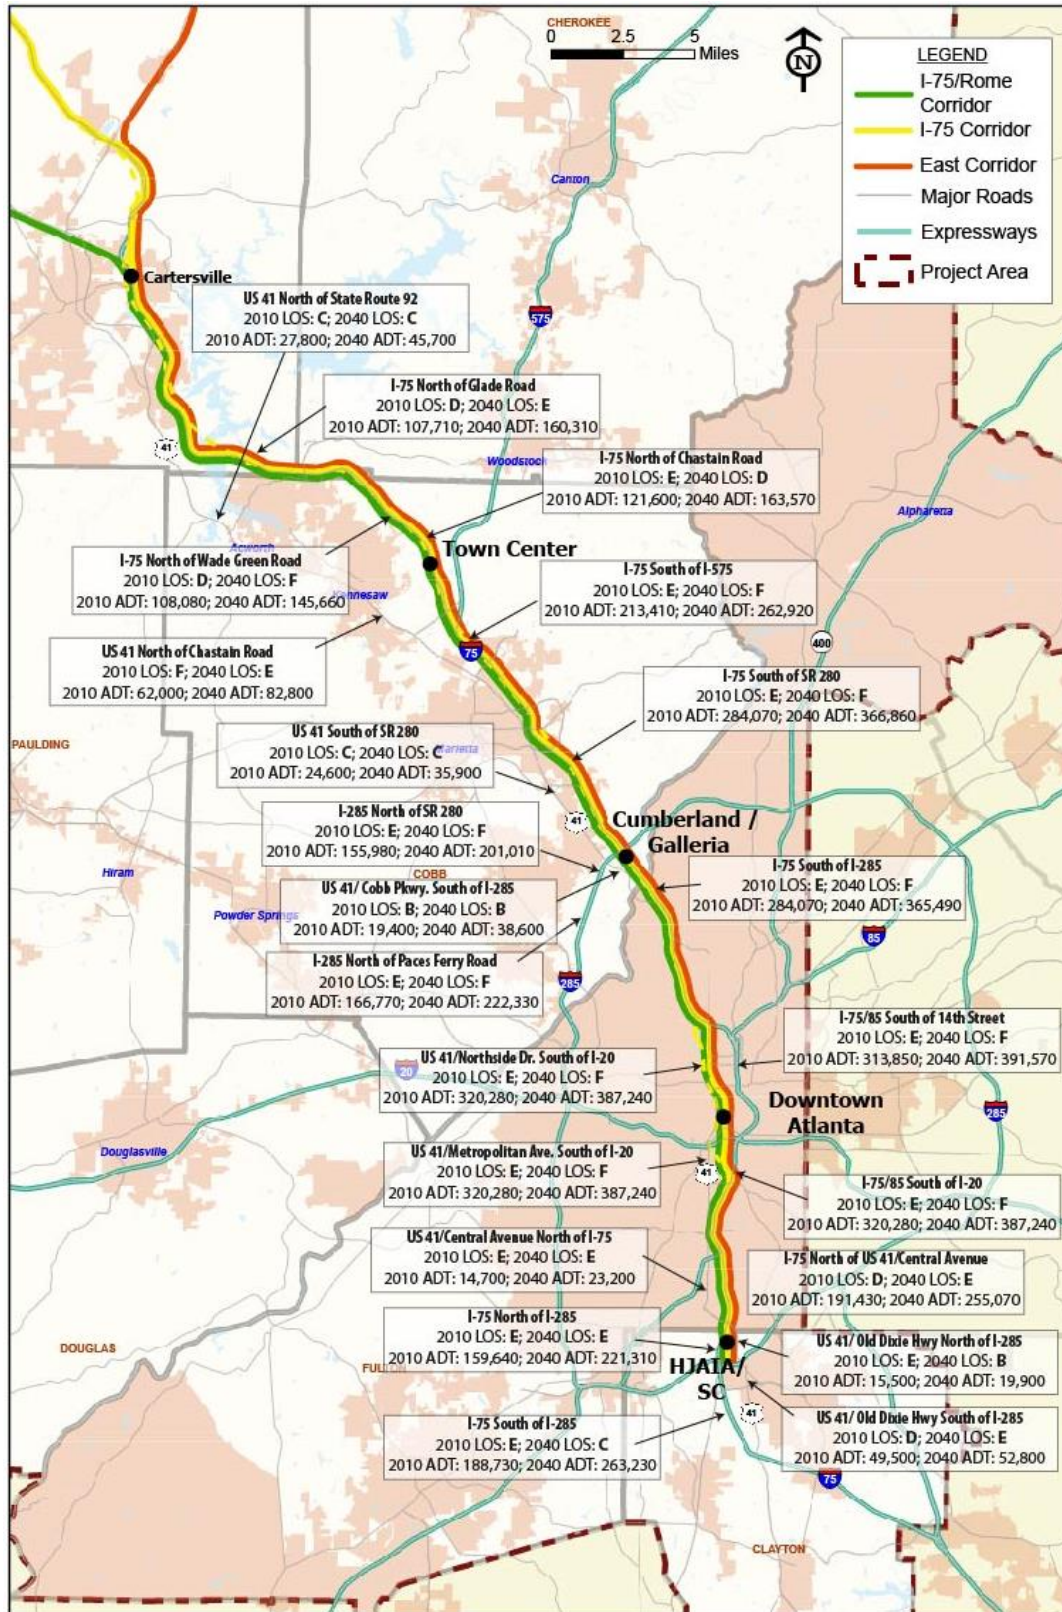 CHEROKEE
0 2.5 5
Miles
N
LEGEND
I-75/Rome
Corridor
I-75 Corridor
East Corridor
Major Roads
Expressways
Project Area
Canton
Cartersville
US 41 North of State Route 92
2010 LOS: C; 2040 LOS: C
2010 ADT: 27,800; 2040 ADT: 45,700
575
I-75 North of Glade Road
2010 LOS: D; 2040 LOS: E
2010 ADT: 107,710; 2040 ADT: 160,310
41
Woodstock
I-75 North of Chastain Road
2010 LOS: E; 2040 LOS: D
2010 ADT: 121,600; 2040 ADT: 163,570
Alpharetta
Acworth
Town Center
I-75 North of Wade Green Road
2010 LOS: D; 2040 LOS: F
2010 ADT: 108,080; 2040 ADT: 145,660
Kennesaw
I-75 South of I-575
2010 LOS: E; 2040 LOS: F
2010 ADT: 213,410; 2040 ADT: 262,920
75
400
US 41 North of Chastain Road
2010 LOS: F; 2040 LOS: E
2010 ADT: 62,000; 2040 ADT: 82,800
I-75 South of SR 280
2010 LOS: E; 2040 LOS: F
2010 ADT: 284,070; 2040 ADT: 366,860
PAULDING
US 41 South of SR 280
2010 LOS: C; 2040 LOS: C
2010 ADT: 24,600; 2040 ADT: 35,900
Marietta
I-285 North of SR 280
2010 LOS: E; 2040 LOS: F
2010 ADT: 155,980; 2040 ADT: 201,010
41
Cumberland /
Galleria
Hiram
COBB
I-75 South of I-285
2010 LOS: E; 2040 LOS: F
2010 ADT: 284,070; 2040 ADT: 365,490
US 41/ Cobb Pkwy. South of I-285
2010 LOS: B; 2040 LOS: B
2010 ADT: 19,400; 2040 ADT: 38,600
Powder Springs
85
I-285 North of Paces Ferry Road
2010 LOS: E; 2040 LOS: F
2010 ADT: 166,770; 2040 ADT: 222,330
285
I-75/85 South of 14th Street
2010 LOS: E; 2040 LOS: F
2010 ADT: 313,850; 2040 ADT: 391,570
US 41/Northside Dr. South of I-20
2010 LOS: E; 2040 LOS: F
2010 ADT: 320,280; 2040 ADT: 387,240
20
Downtown
Atlanta
285
Douglasville
US 41/Metropolitan Ave. South of I-20
2010 LOS: E; 2040 LOS: F
2010 ADT: 320,280; 2040 ADT: 387,240
41
I-75/85 South of I-20
2010 LOS: E; 2040 LOS: F
2010 ADT: 320,280; 2040 ADT: 387,240
US 41/Central Avenue North of I-75
2010 LOS: E; 2040 LOS: E
2010 ADT: 14,700; 2040 ADT: 23,200
I-75 North of US 41/Central Avenue
2010 LOS: D; 2040 LOS: E
2010 ADT: 191,430; 2040 ADT: 255,070
I-75 North of I-285
2010 LOS: E; 2040 LOS: E
2010 ADT: 159,640; 2040 ADT: 221,310
DOUGLAS
FULTON
HJAIA/
SC
US 41/ Old Dixie Hwy North of I-285
2010 LOS: E; 2040 LOS: B
2010 ADT: 15,500; 2040 ADT: 19,900
41
I-75 South of I-285
2010 LOS: E; 2040 LOS: C
2010 ADT: 188,730; 2040 ADT: 263,230
US 41/ Old Dixie Hwy South of I-285
2010 LOS: D; 2040 LOS: E
2010 ADT: 49,500; 2040 ADT: 52,800
75
CLAYTON